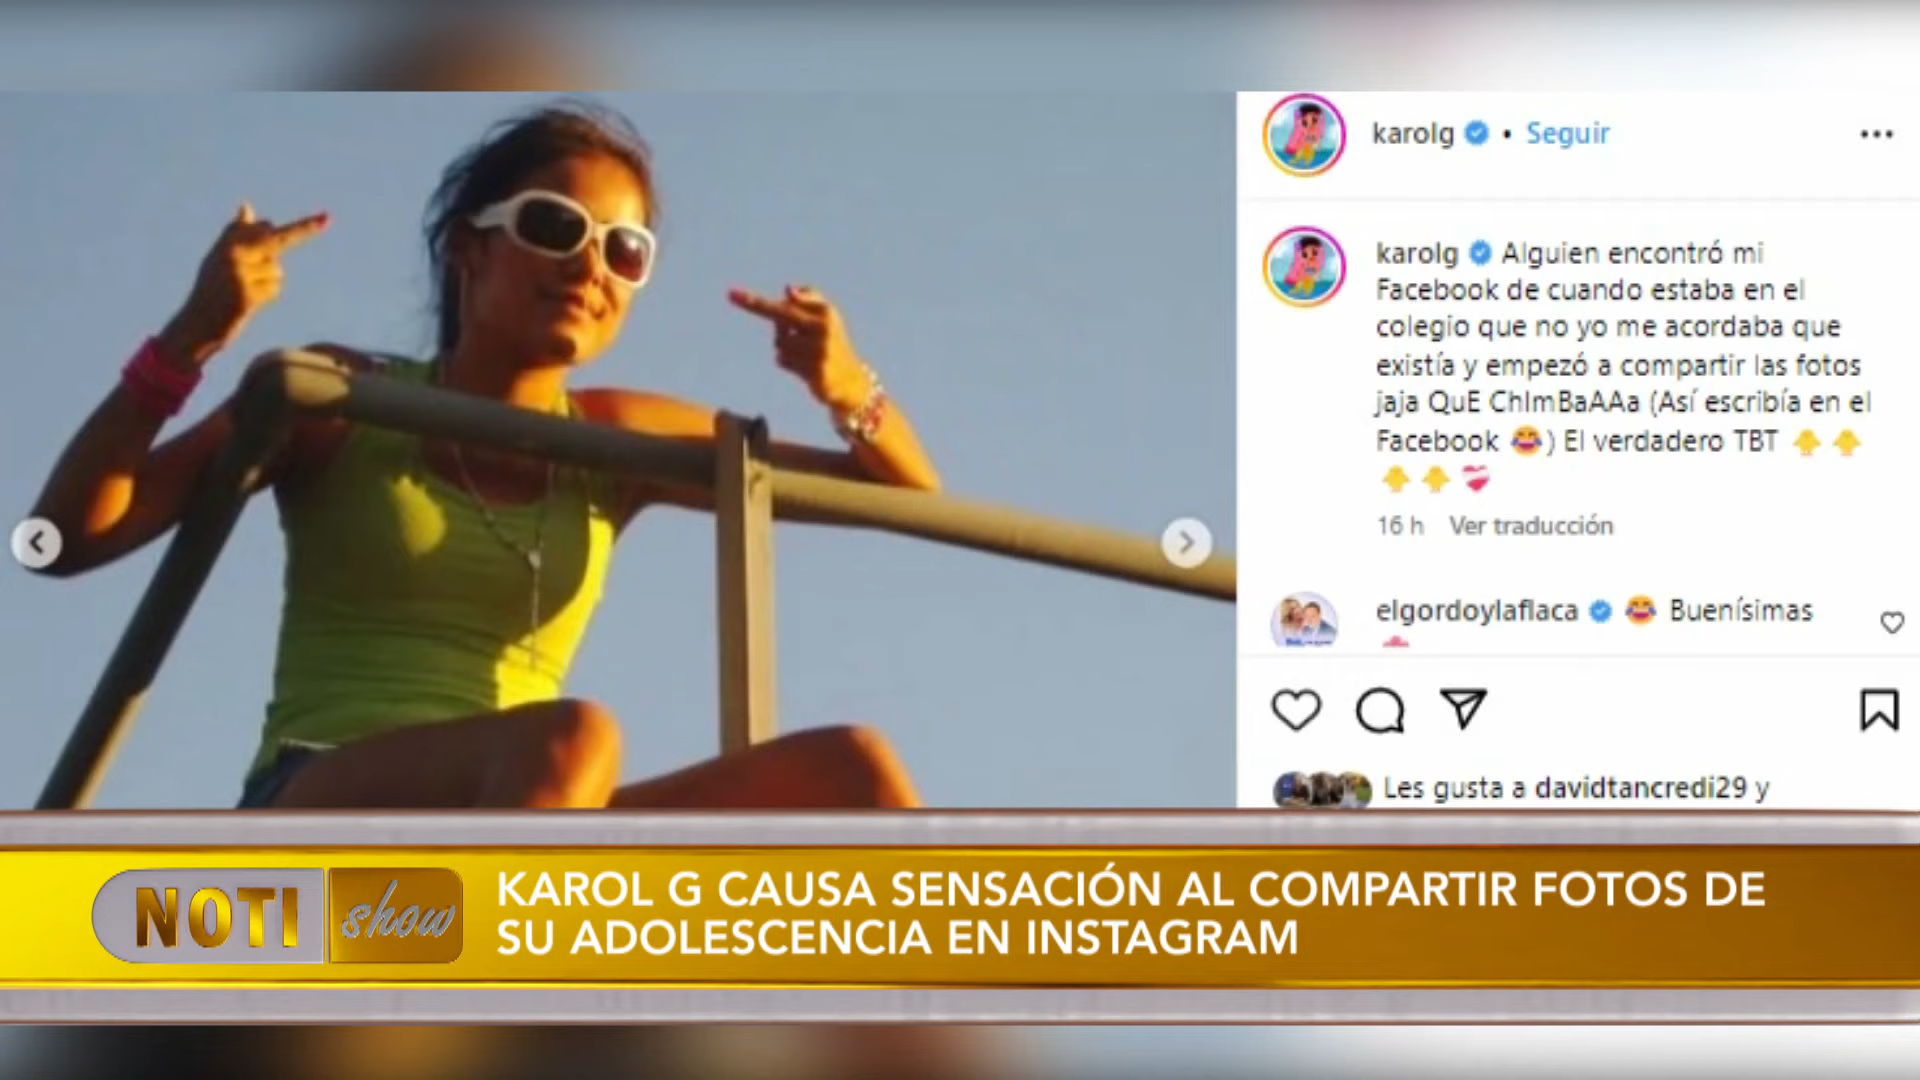 karolg • Seguir
karolg Alguien encontró mi
Facebook de cuando estaba en el
colegio que no yo me acordaba que
existía y empezó a compartir las fotos
jaja QuE ChImBaAAa (Así escribía en el
Facebook 😂) El verdadero TBT 🐥 🐥
🐥 🐥 💝
16 h Ver traducción
elgordoylaflaca 😂 Buenísimas
Les gusta a davidtancredi29 y
NOTI show
KAROL G CAUSA SENSACIÓN AL COMPARTIR FOTOS DE
SU ADOLESCENCIA EN INSTAGRAM